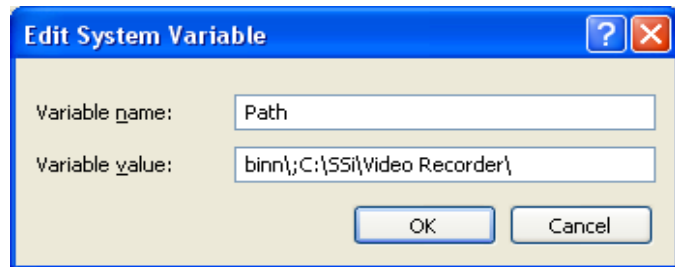 Edit System Variable
Variable name: Path
Variable value: binn\;C:\SSi\Video Recorder\
OK Cancel